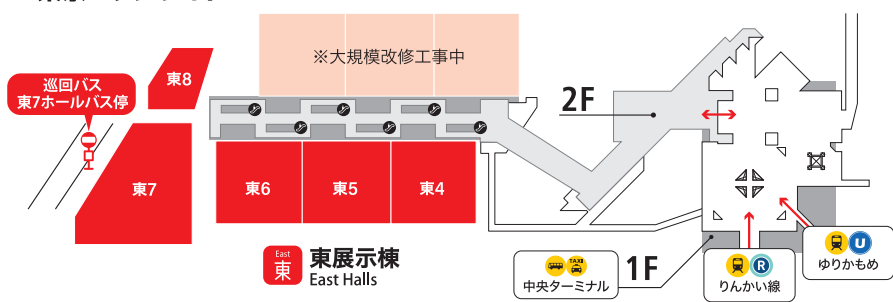 ※大規模改修工事中
東8
巡回バス
東7ホールバス停
2F
東7
東6
東5
東4
East
東
東展示棟
East Halls
TAXI
中央ターミナル
1F
R
りんかい線
U
ゆりかもめ